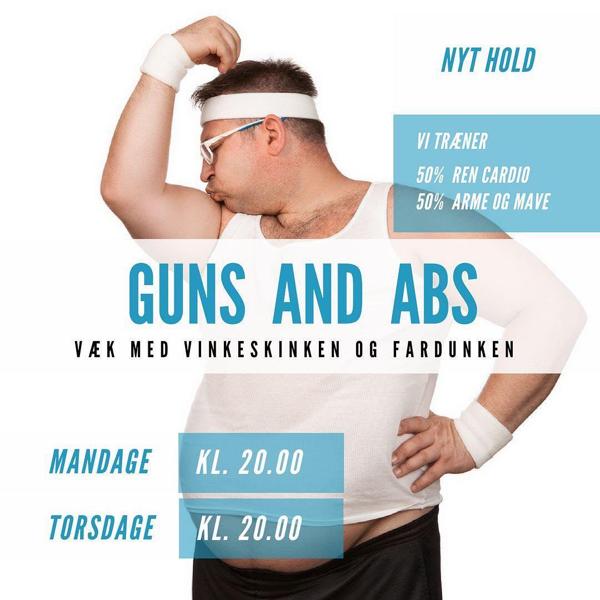 NYT HOLD
VI TRÆNER
50% REN CARDIO
50% ARME OG MAVE
GUNS AND ABS
VÆK MED VINKESKINKEN OG FARDUNKEN
MANDAGE KL. 20.00
TORSDAGE KL. 20.00